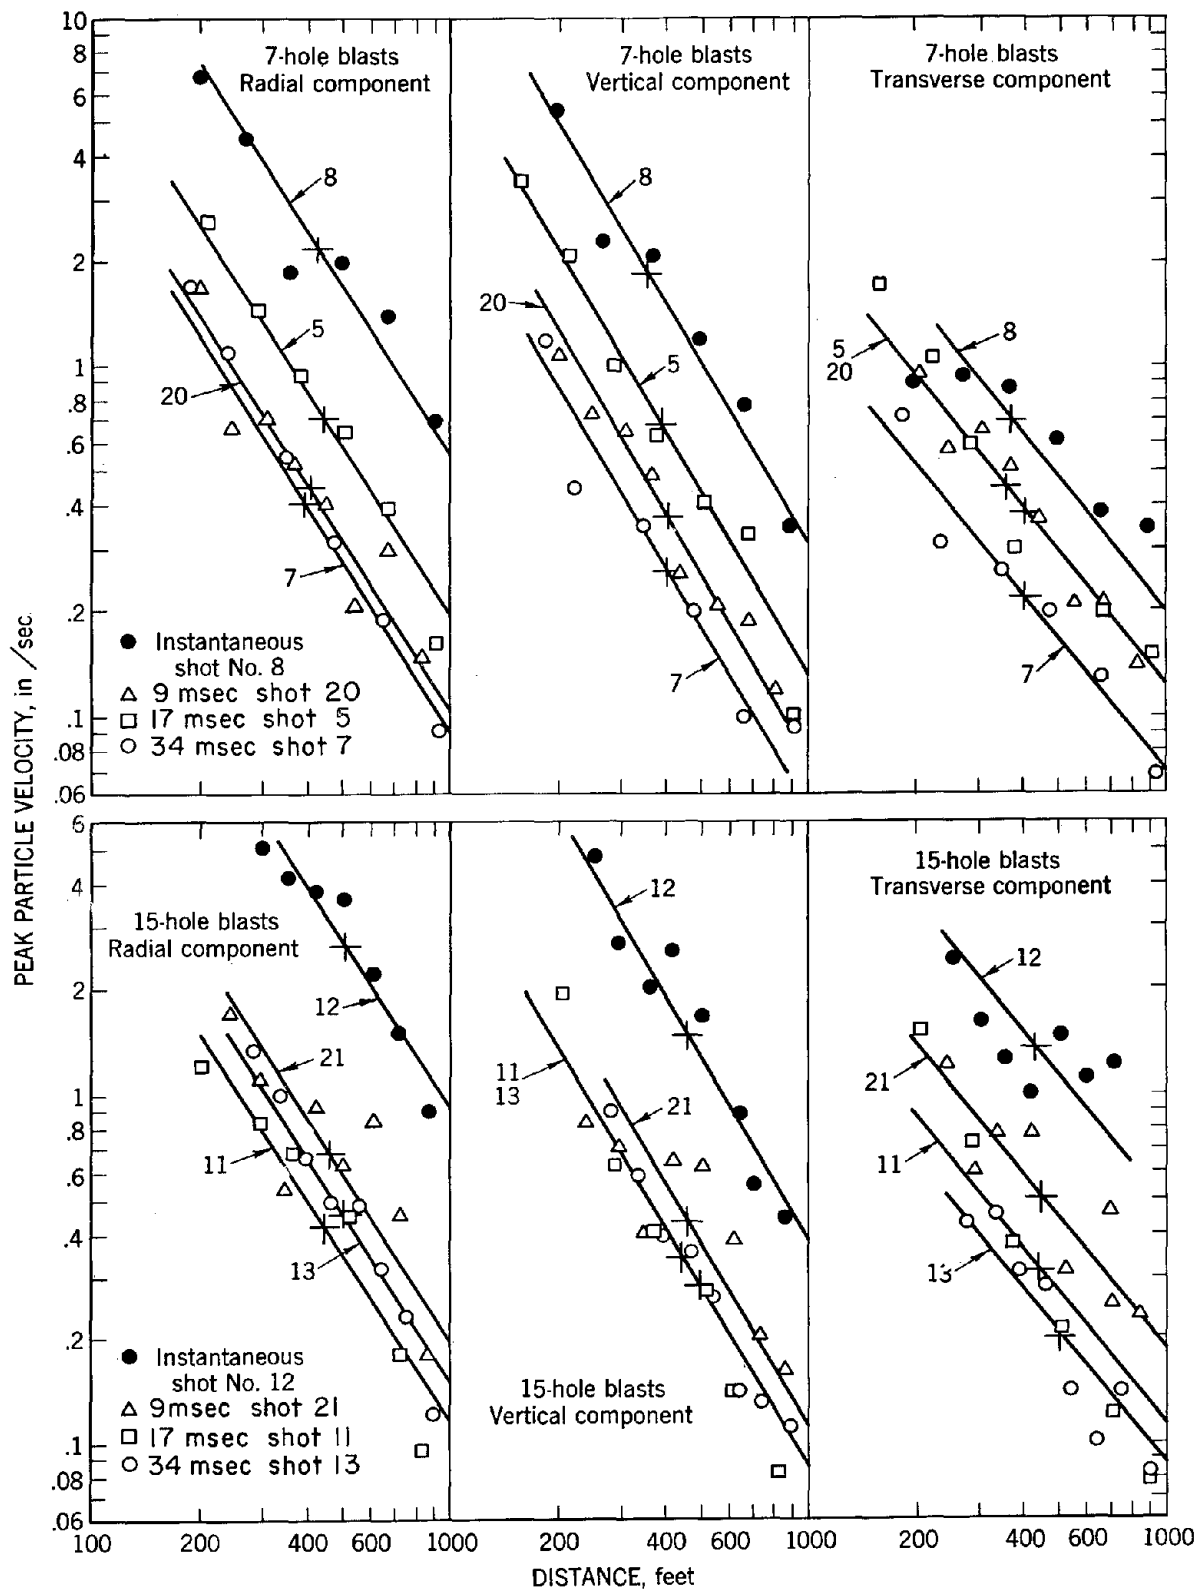 10
8
6
4
2
1
.8
.6
.4
.2
.1
.08
.06
7-hole blasts
Radial component
8
5
20
7
● Instantaneous
shot No. 8
△ 9 msec shot 20
□ 17 msec shot 5
○ 34 msec shot 7
7-hole blasts
Vertical component
8
20
5
7
7-hole blasts
Transverse component
8
5
20
7
PEAK PARTICLE VELOCITY, in/sec.
6
4
2
1
.8
.6
.4
.2
.1
.08
.06
15-hole blasts
Radial component
12
21
11
13
● Instantaneous
shot No. 12
△ 9msec shot 21
□ 17 msec shot 11
○ 34 msec shot 13
12
11
13
21
15-hole blasts
Vertical component
15-hole blasts
Transverse component
12
21
11
13
100 200 400 600 1000 200 400 600 1000 200 400 600 1000
DISTANCE, feet